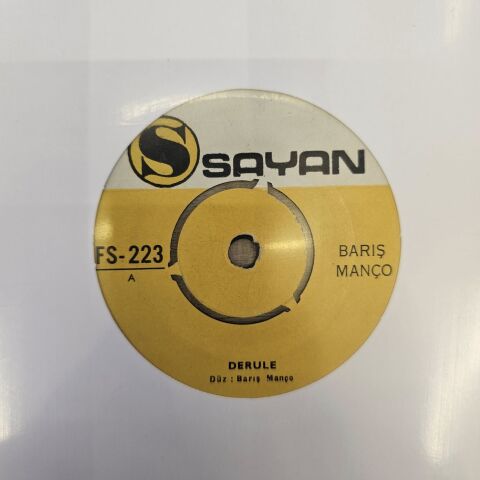 S SAYAN
FS-223
A
BARIŞ
MANÇO
DERULE
Düz : Barış Manço